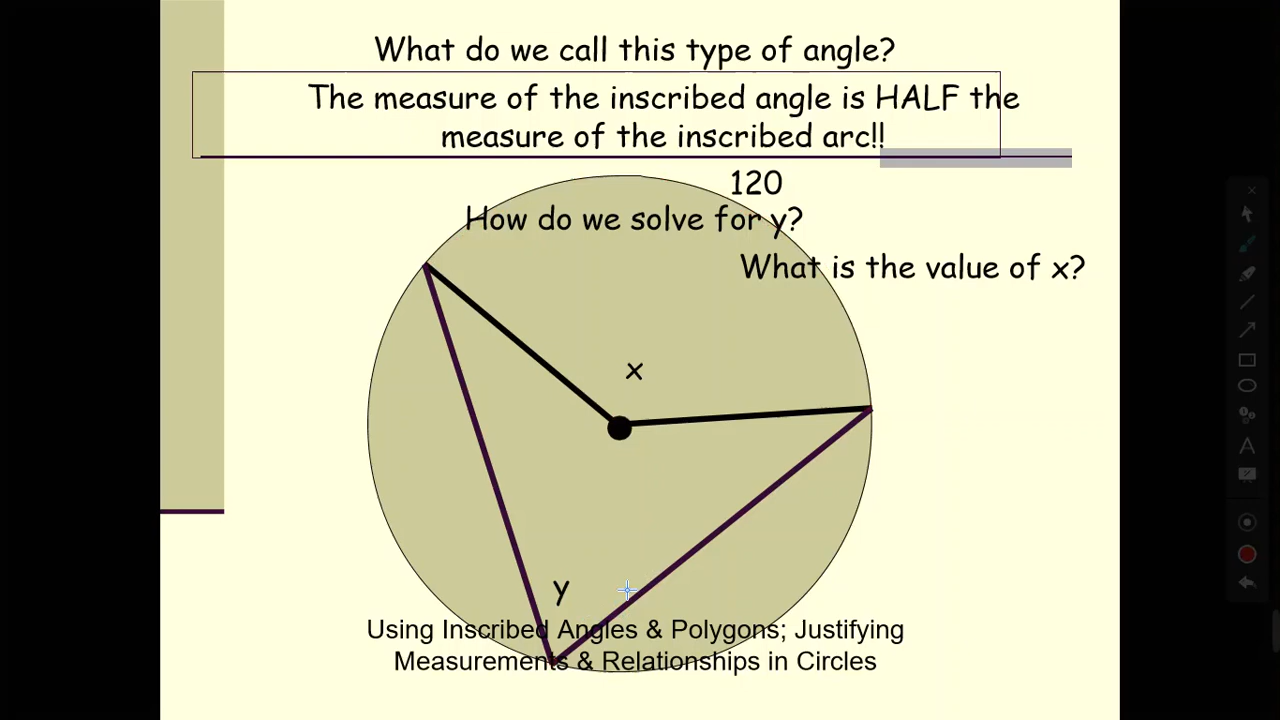 What do we call this type of angle?
The measure of the inscribed angle is HALF the
measure of the inscribed arc!!
120
How do we solve for y?
What is the value of x?
x
y
Using Inscribed Angles & Polygons; Justifying
Measurements & Relationships in Circles